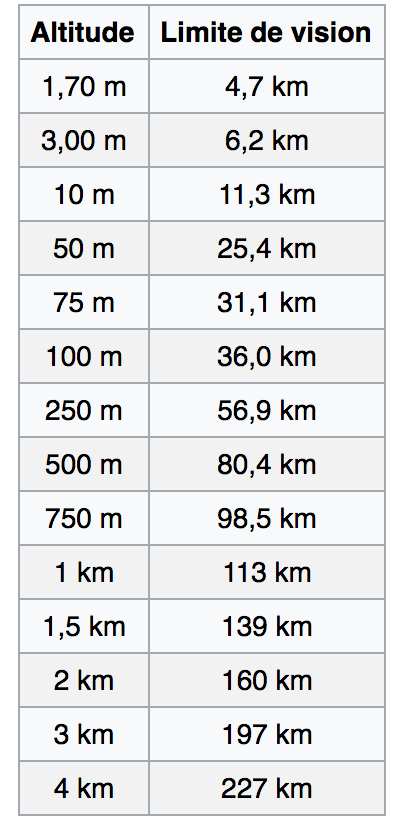 Altitude Limite de vision
1,70 m 4,7 km
3,00 m 6,2 km
10 m 11,3 km
50 m 25,4 km
75 m 31,1 km
100 m 36,0 km
250 m 56,9 km
500 m 80,4 km
750 m 98,5 km
1 km 113 km
1,5 km 139 km
2 km 160 km
3 km 197 km
4 km 227 km